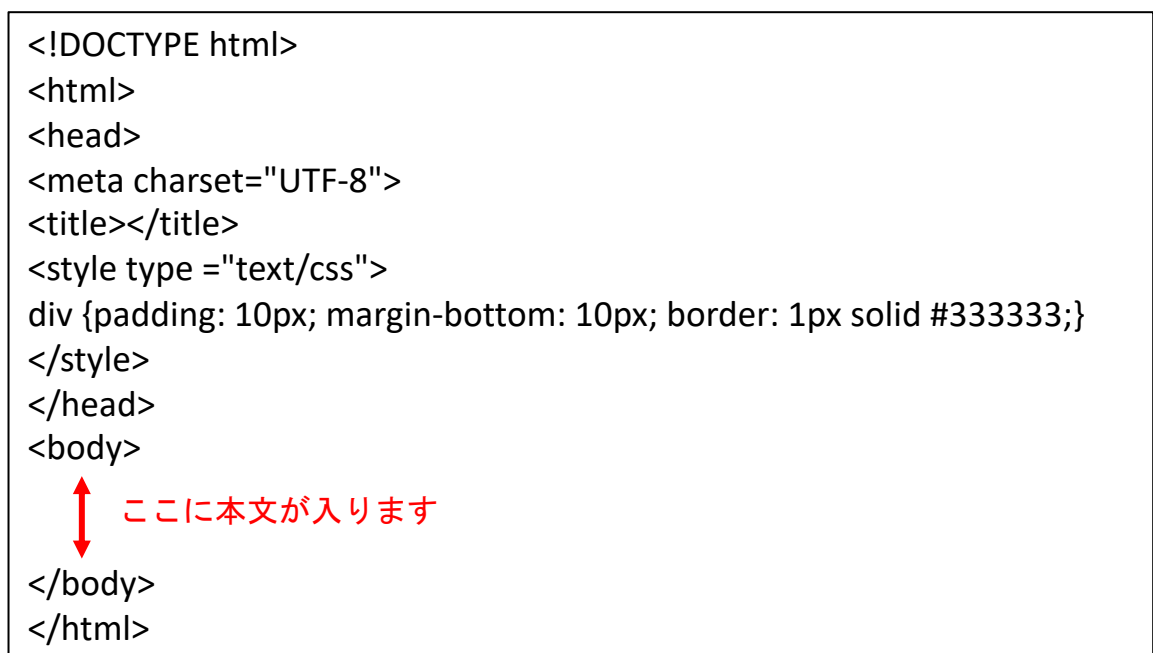 <!DOCTYPE html>
<html>
<head>
<meta charset="UTF-8">
<title></title>
<style type ="text/css">
div {padding: 10px; margin-bottom: 10px; border: 1px solid #333333;}
</style>
</head>
<body>
ここに本文が入ります
</body>
</html>